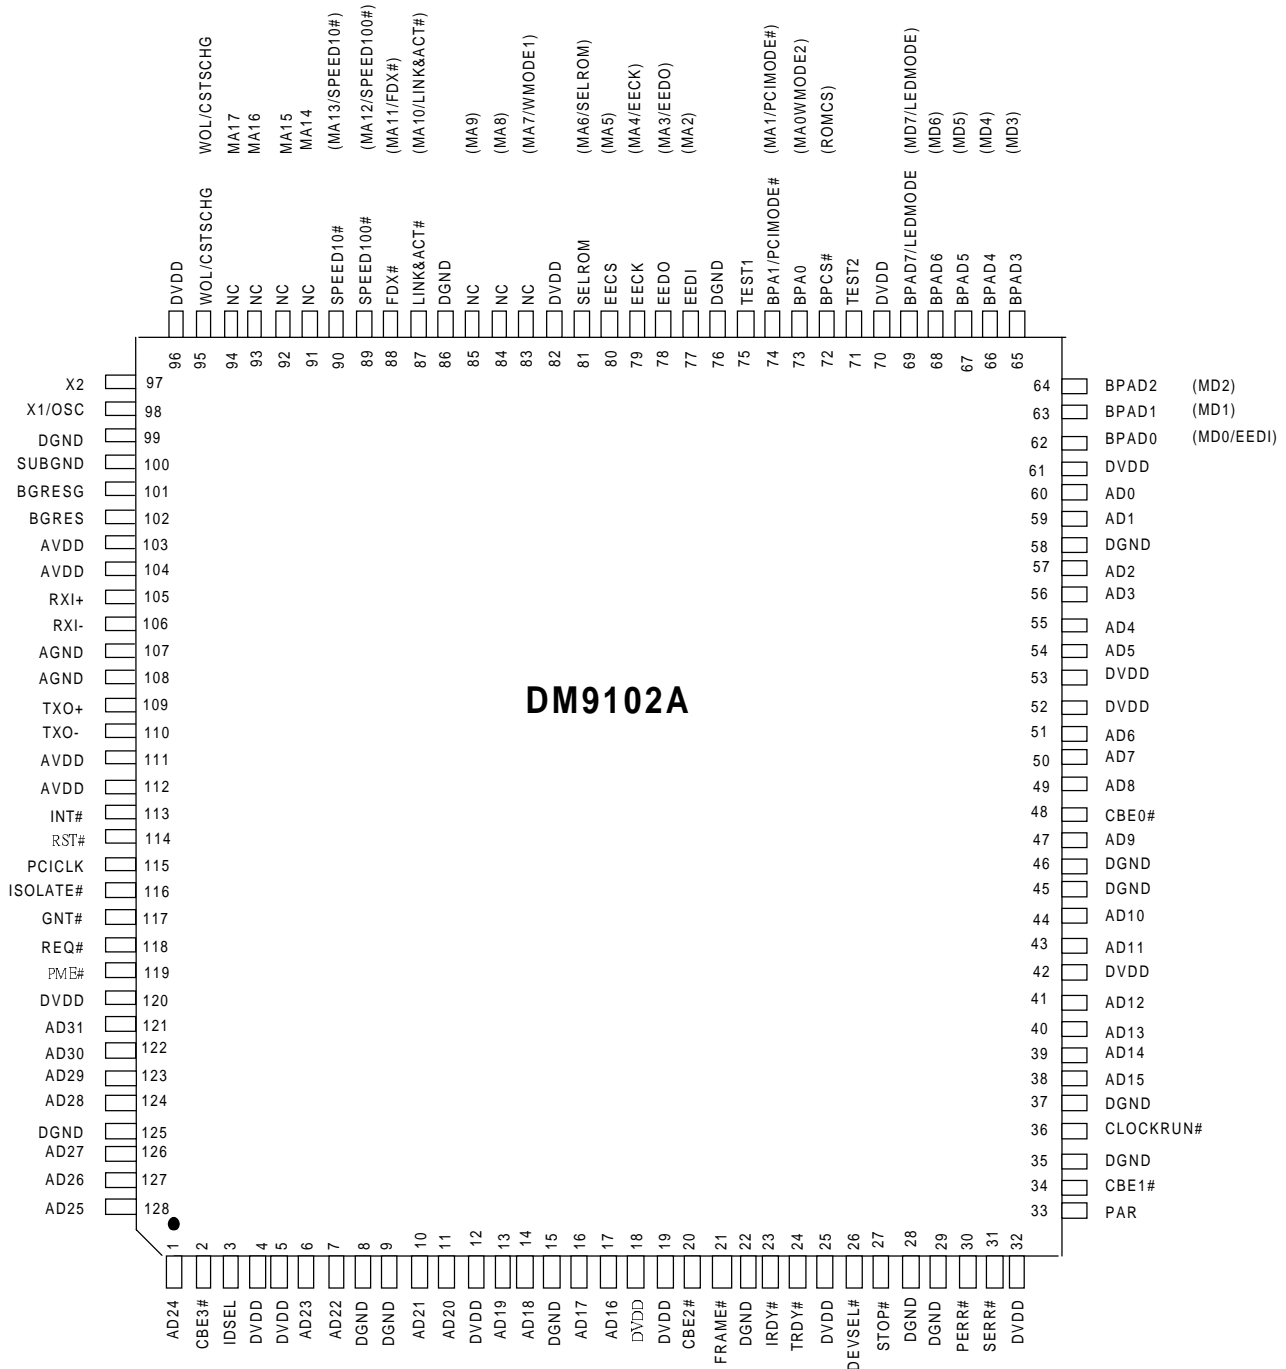 WOL/CSTSCHG
MA17
MA16
MA15
MA14
(MA13/SPEED10#)
(MA12/SPEED100#)
(MA11/FDX#)
(MA10/LINK&ACT#)
(MA9)
(MA8)
(MA7/WMODE1)
(MA6/SELROM)
(MA5)
(MA4/EECK)
(MA3/EEDO)
(MA2)
(MA1/PCIMODE#)
(MA0WMODE2)
(ROMCS)
(MD7/LEDMODE)
(MD6)
(MD5)
(MD4)
(MD3)
DVDD 96
WOL/CSTSCHG 95
NC 94
NC 93
NC 92
NC 91
SPEED10# 90
SPEED100# 89
FDX# 88
LINK&ACT# 87
DGND 86
NC 85
NC 84
NC 83
DVDD 82
SELROM 81
EECS 80
EECK 79
EEDO 78
EEDI 77
DGND 76
TEST1 75
BPA1/PCIMODE# 74
BPA0 73
BPCS# 72
TEST2 71
DVDD 70
BPAD7/LEDMODE 69
BPAD6 68
BPAD5 67
BPAD4 66
BPAD3 65
X2 97
X1/OSC 98
DGND 99
SUBGND 100
BGRESG 101
BGRES 102
AVDD 103
AVDD 104
RXI+ 105
RXI- 106
AGND 107
AGND 108
TXO+ 109
TXO- 110
AVDD 111
AVDD 112
INT# 113
RST# 114
PCICLK 115
ISOLATE# 116
GNT# 117
REQ# 118
PME# 119
DVDD 120
AD31 121
AD30 122
AD29 123
AD28 124
DGND 125
AD27 126
AD26 127
AD25 128
DM9102A
64 BPAD2 (MD2)
63 BPAD1 (MD1)
62 BPAD0 (MD0/EEDI)
61 DVDD
60 AD0
59 AD1
58 DGND
57 AD2
56 AD3
55 AD4
54 AD5
53 DVDD
52 DVDD
51 AD6
50 AD7
49 AD8
48 CBE0#
47 AD9
46 DGND
45 DGND
44 AD10
43 AD11
42 DVDD
41 AD12
40 AD13
39 AD14
38 AD15
37 DGND
36 CLOCKRUN#
35 DGND
34 CBE1#
33 PAR
1 AD24
2 CBE3#
3 IDSEL
4 DVDD
5 DVDD
6 AD23
7 AD22
8 DGND
9 DGND
10 AD21
11 AD20
12 DVDD
13 AD19
14 AD18
15 DGND
16 AD17
17 AD16
18 DVDD
19 DVDD
20 CBE2#
21 FRAME#
22 DGND
23 IRDY#
24 TRDY#
25 DVDD
26 DEVSEL#
27 STOP#
28 DGND
29 DGND
30 PERR#
31 SERR#
32 DVDD